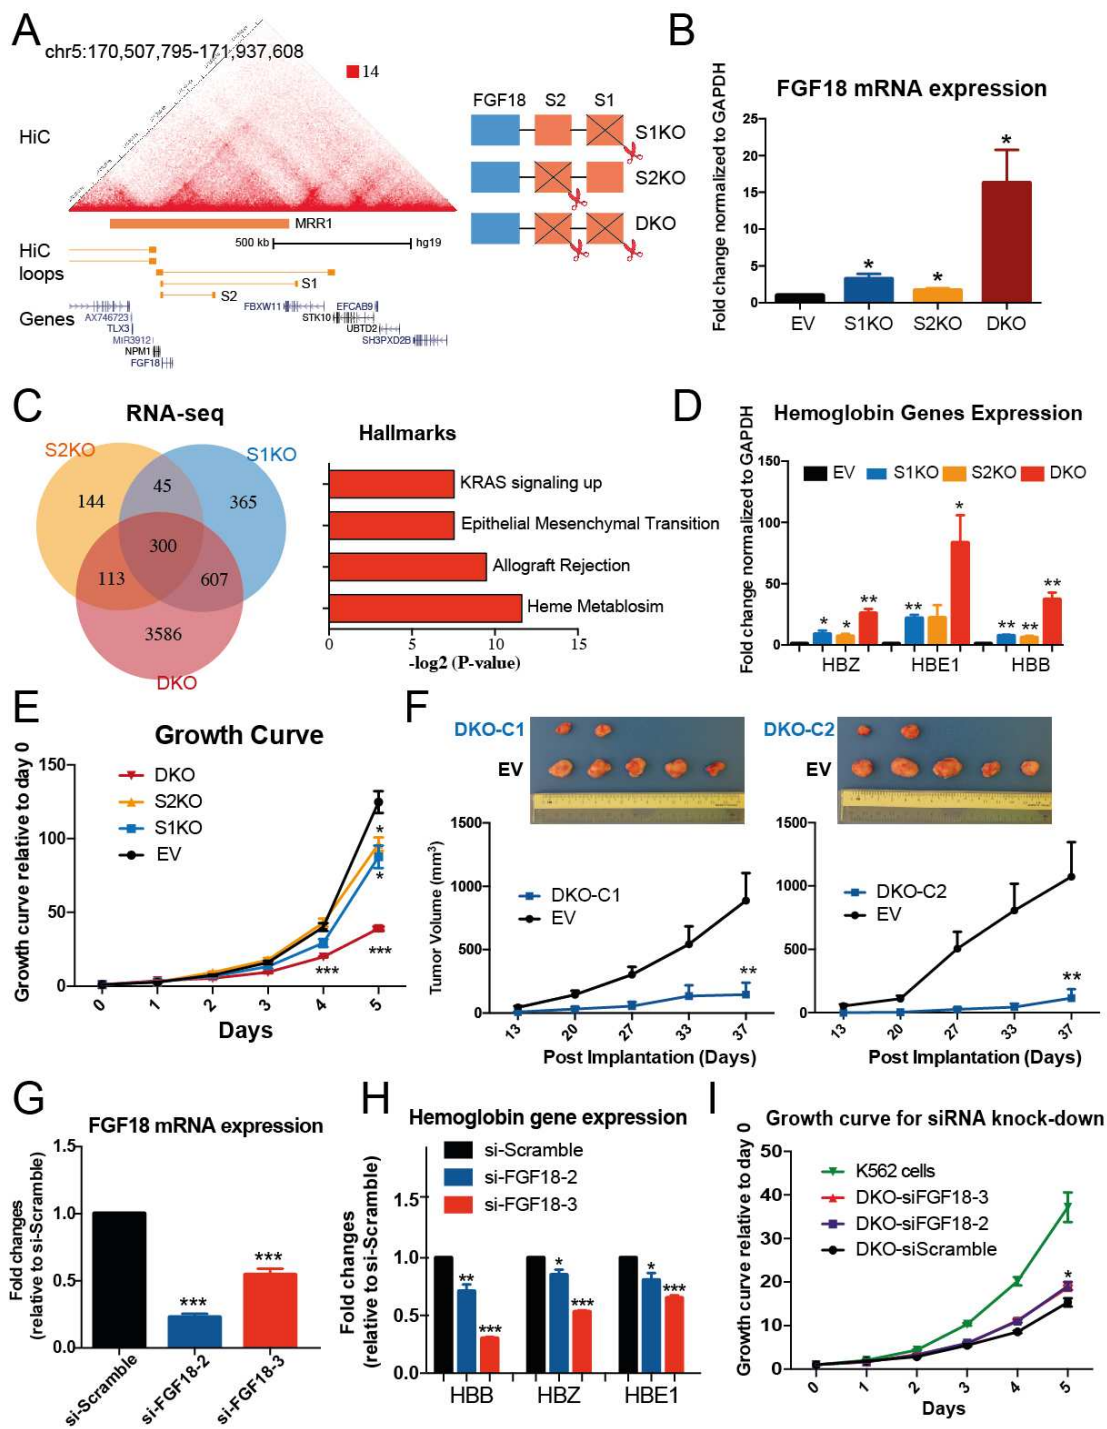 A
chr5:170,507,795-171,937,608
14
HiC
MRR1
500 kb
hg19
HiC
loops
S1
S2
Genes
AX746723
TLX3
MIR3912
NPM1
FGF18
FBXW11
STK10
EFCAB9
UBTD2
SH3PXD2B
FGF18 S2 S1
S1KO
S2KO
DKO
B
FGF18 mRNA expression
Fold change normalized to GAPDH
25
20
15
10
5
0
*
*
*
EV S1KO S2KO DKO
C
RNA-seq
S2KO
S1KO
144
45
365
300
113
607
3586
DKO
Hallmarks
KRAS signaling up
Epithelial Mesenchymal Transition
Allograft Rejection
Heme Metablosim
0 5 10 15
-log2 (P-value)
D
Hemoglobin Genes Expression
Fold change normalized to GAPDH
EV S1KO S2KO DKO
150
100
50
0
* * **
** *
** ** **
HBZ HBE1 HBB
E
Growth Curve
Growth curve relative to day 0
DKO
S2KO
S1KO
EV
150
100
50
0
*
*
*** ***
0 1 2 3 4 5
Days
F
DKO-C1
EV
Tumor Volume (mm3)
1500
1000
500
0
DKO-C1
EV
**
13 20 27 33 37
Post Implantation (Days)
DKO-C2
EV
1500
1000
500
0
DKO-C2
EV
**
13 20 27 33 37
Post Implantation (Days)
G
FGF18 mRNA expression
Fold changes
(relative to si-Scramble)
1.5
1.0
0.5
0.0
*** ***
si-Scramble
si-FGF18-2
si-FGF18-3
H
Hemoglobin gene expression
si-Scramble
si-FGF18-2
si-FGF18-3
Fold changes
(relative to si-Scramble)
1.5
1.0
0.5
0.0
** ***
* ***
* ***
HBB HBZ HBE1
I
Growth curve for siRNA knock-down
Growth curve relative to day 0
K562 cells
DKO-siFGF18-3
DKO-siFGF18-2
DKO-siScramble
50
40
30
20
10
0
*
0 1 2 3 4 5
Days